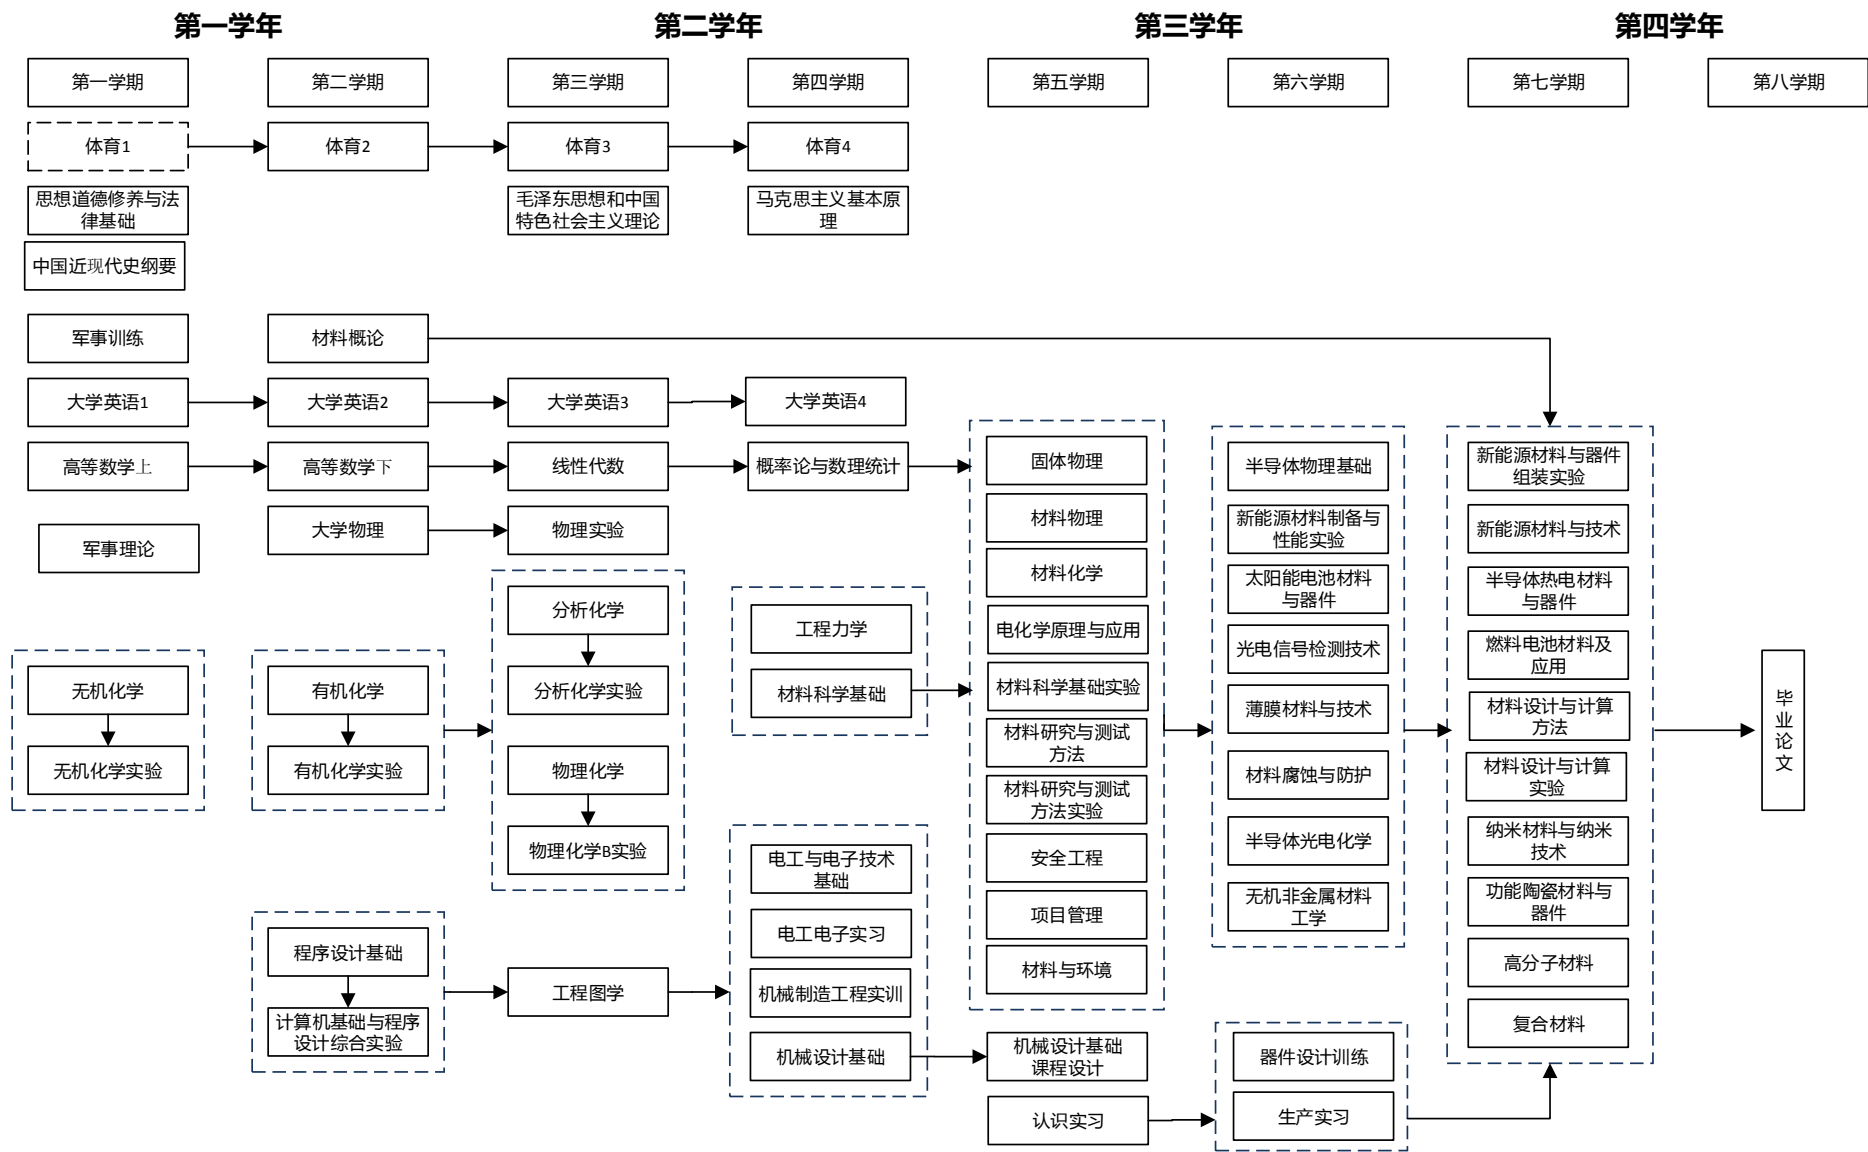 第一学年
第二学年
第三学年
第四学年
第一学期
第二学期
第三学期
第四学期
第五学期
第六学期
第七学期
第八学期
体育1
体育2
体育3
体育4
思想道德修养与法
律基础
毛泽东思想和中国
特色社会主义理论
马克思主义基本原
理
中国近现代史纲要
军事训练
材料概论
大学英语1
大学英语2
大学英语3
大学英语4
高等数学上
高等数学下
线性代数
概率论与数理统计
军事理论
大学物理
物理实验
无机化学
无机化学实验
有机化学
有机化学实验
分析化学
分析化学实验
物理化学
物理化学B实验
程序设计基础
计算机基础与程序
设计综合实验
工程图学
工程力学
材料科学基础
电工与电子技术
基础
电工电子实习
机械制造工程实训
机械设计基础
固体物理
材料物理
材料化学
电化学原理与应用
材料科学基础实验
材料研究与测试
方法
材料研究与测试
方法实验
安全工程
项目管理
材料与环境
机械设计基础
课程设计
认识实习
半导体物理基础
新能源材料制备与
性能实验
太阳能电池材料
与器件
光电信号检测技术
薄膜材料与技术
材料腐蚀与防护
半导体光电化学
无机非金属材料
工学
器件设计训练
生产实习
新能源材料与器件
组装实验
新能源材料与技术
半导体热电材料
与器件
燃料电池材料及
应用
材料设计与计算
方法
材料设计与计算
实验
纳米材料与纳米
技术
功能陶瓷材料与
器件
高分子材料
复合材料
毕业论文